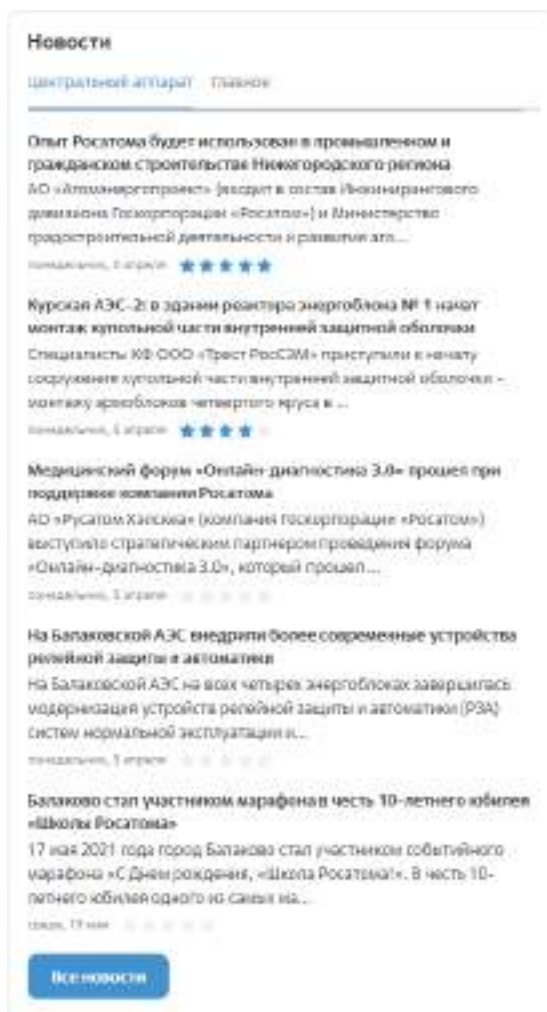 Новости
Центральный аппарат Главное
Опыт Росатома будет использован в промышленном и
гражданском строительстве Нижегородского региона
АО «Атомэнергопроект» (входит в состав Инжинирингового
дивизиона Госкорпорации «Росатом») и Министерство
градостроительной деятельности и развития агл...
понедельник, апреля
Курская АЭС-2: в здании реактора энергоблока № 1 начат
монтаж купольной части внутренней защитной оболочки
Специалисты КФ ООО «Трест РосСЭМ» приступили к началу
сооружения купольной части внутренней защитной оболочки –
монтажу армоблоков четвертого яруса в ...
понедельник, 5 апреля
Медицинский форум «Онлайн-диагностика 3.0» прошел при
поддержке компании Росатома
АО «Русатом Хэлскеа» (компания Госкорпорации «Росатом»)
выступило стратегическим партнером проведения форума
«Онлайн-диагностика 3.0», который прошел ...
понедельник, 5 апреля
На Балаковской АЭС внедрили более современные устройства
релейной защиты и автоматики
На Балаковской АЭС на всех четырех энергоблоках завершилась
модернизация устройств релейной защиты и автоматики (РЗА)
систем нормальной эксплуатации и...
понедельник, 5 апреля
Балаково стал участником марафона в честь 10-летнего юбилея
«Школы Росатома»
17 мая 2021 года город Балаково стал участником событийного
марафона «С Днем рождения, «Школа Росатома!». В честь 10-
летнего юбилея одного из самых ма...
среда, 19 мая
Все новости